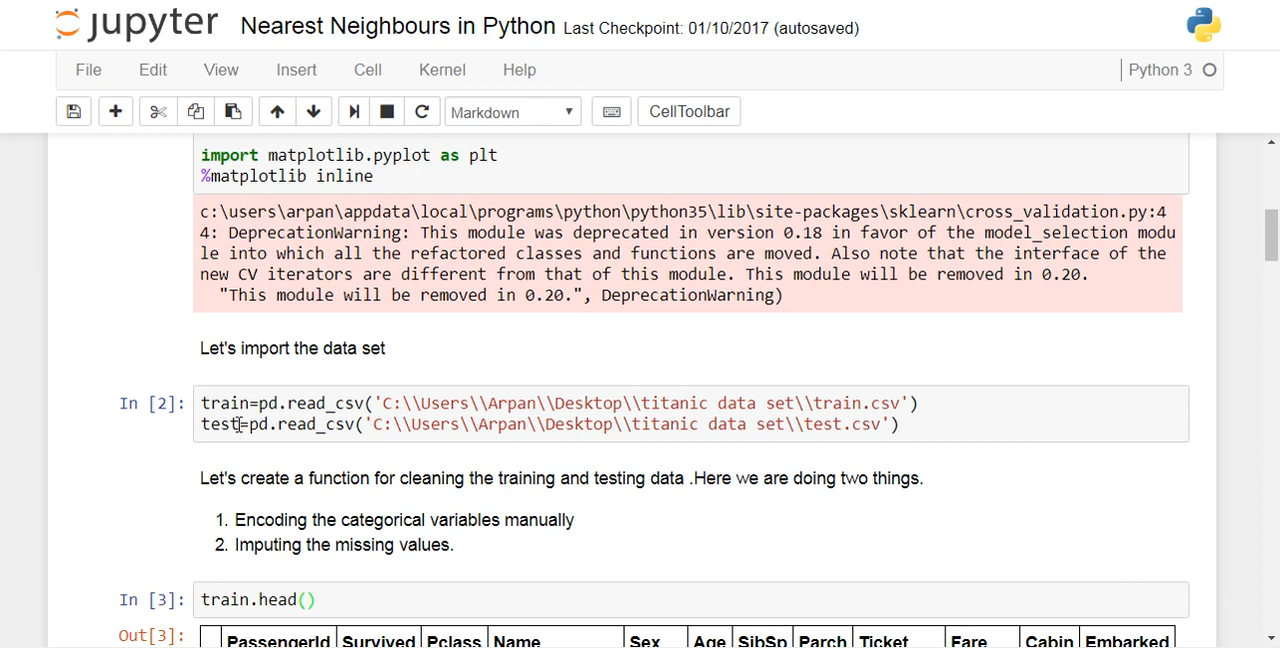 jupyter Nearest Neighbours in Python Last Checkpoint: 01/10/2017 (autosaved)
File Edit View Insert Cell Kernel Help Python 3
Markdown CellToolbar
import matplotlib.pyplot as plt
%matplotlib inline
c:\users\arpan\appdata\local\programs\python\python35\lib\site-packages\sklearn\cross_validation.py:4
4: DeprecationWarning: This module was deprecated in version 0.18 in favor of the model_selection modu
le into which all the refactored classes and functions are moved. Also note that the interface of the
new CV iterators are different from that of this module. This module will be removed in 0.20.
"This module will be removed in 0.20.", DeprecationWarning)
Let's import the data set
In [2]: train=pd.read_csv('C:\\Users\\Arpan\\Desktop\\titanic data set\\train.csv')
test=pd.read_csv('C:\\Users\\Arpan\\Desktop\\titanic data set\\test.csv')
Let's create a function for cleaning the training and testing data .Here we are doing two things.
1. Encoding the categorical variables manually
2. Imputing the missing values.
In [3]: train.head()
Out[3]: PassengerId Survived Pclass Name Sex Age SibSp Parch Ticket Fare Cabin Embarked